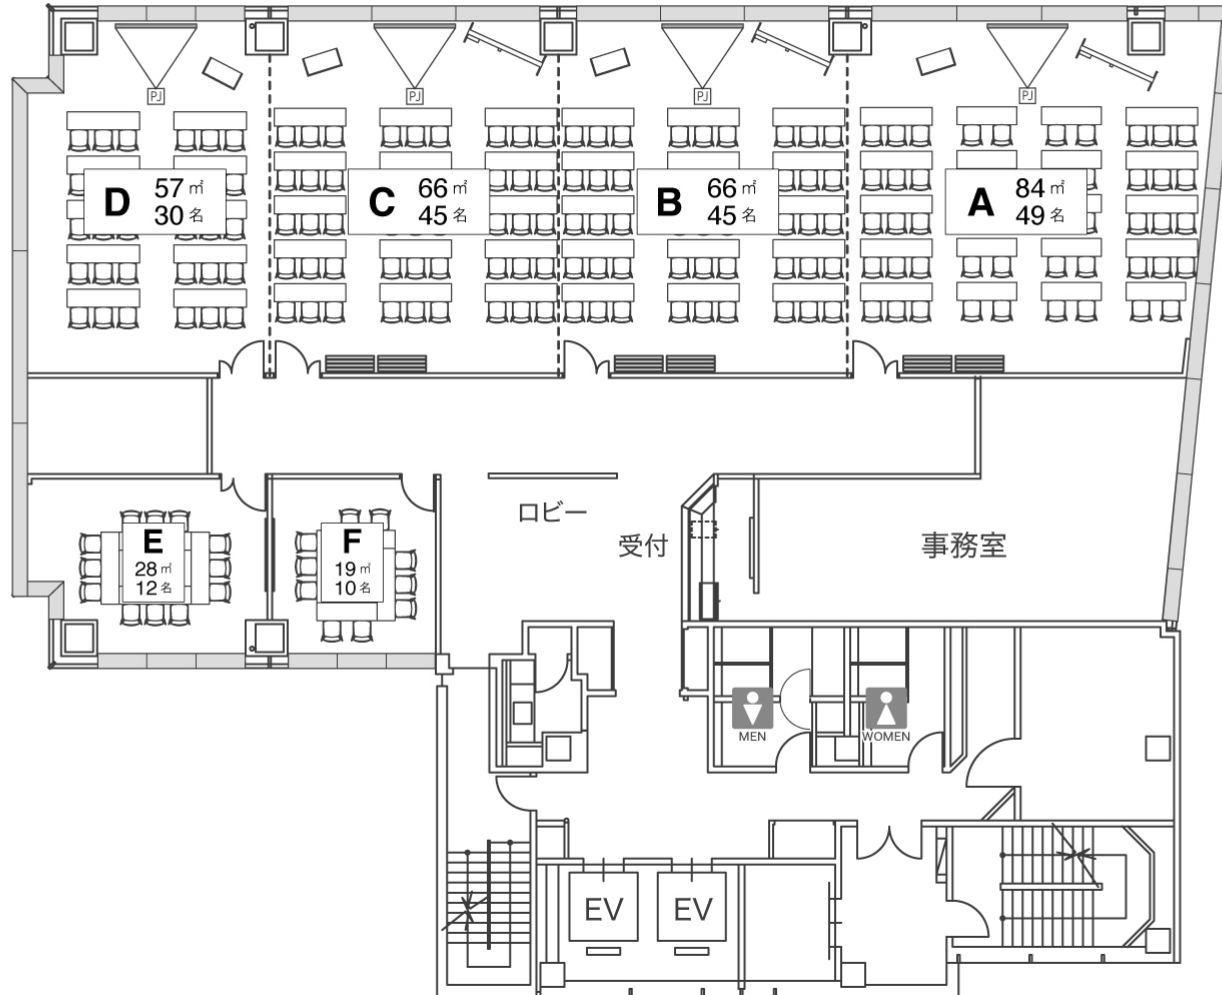 PJ
PJ
PJ
PJ
D 57㎡
30名
C 66㎡
45名
B 66㎡
45名
A 84㎡
49名
ロビー
受付
事務室
E
28㎡
12名
F
19㎡
10名
MEN
WOMEN
EV
EV